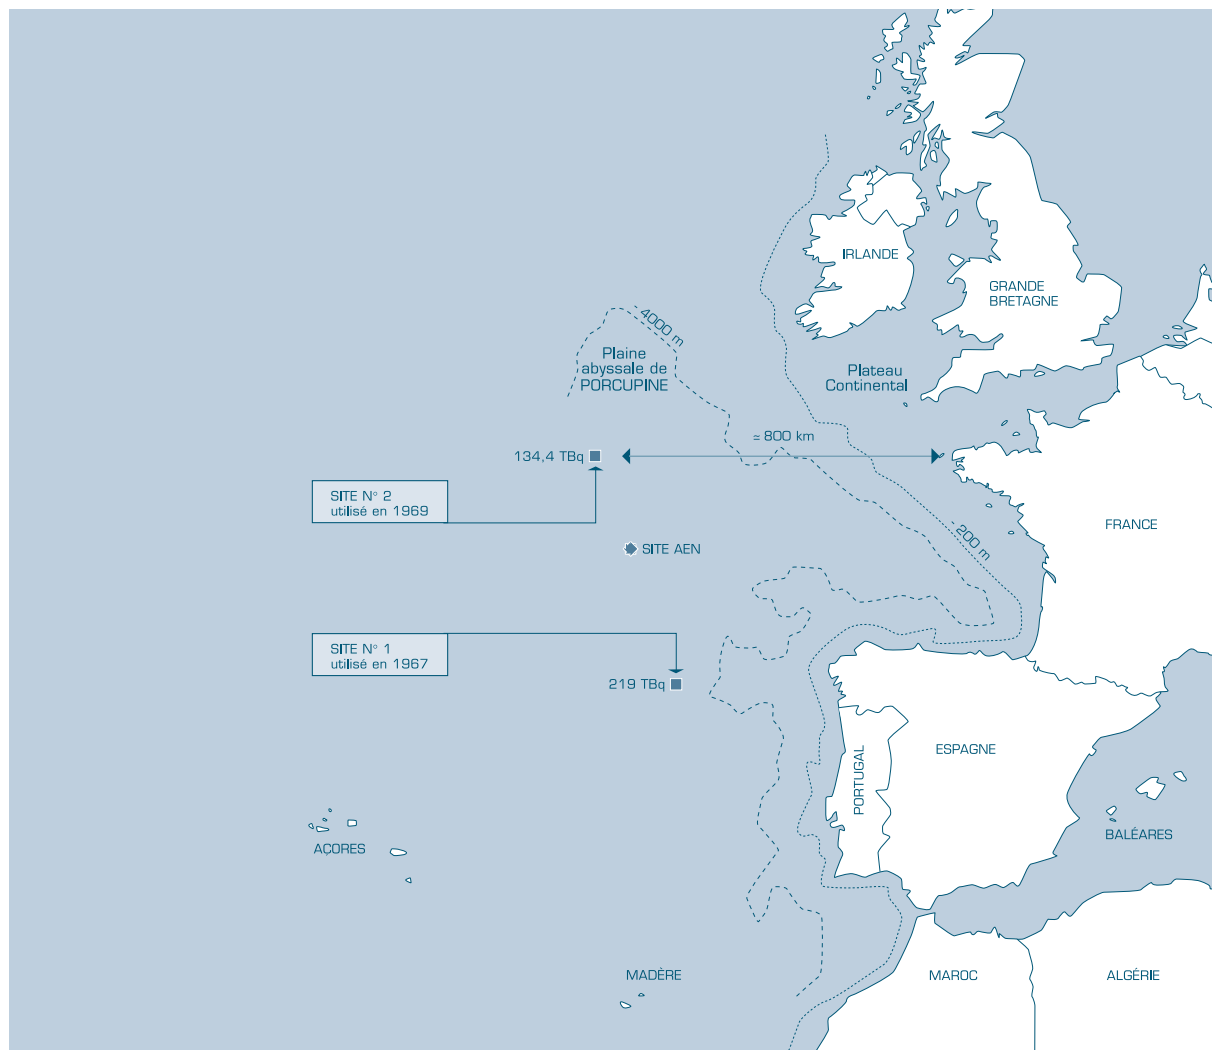 IRLANDE
GRANDE
BRETAGNE
4000 m
Plaine
abyssale de
PORCUPINE
Plateau
Continental
≃ 800 km
134,4 TBq
SITE N° 2
utilisé en 1969
FRANCE
200 m
SITE AEN
SITE N° 1
utilisé en 1967
219 TBq
ESPAGNE
PORTUGAL
BALÉARES
AÇORES
MADÈRE
MAROC
ALGÉRIE